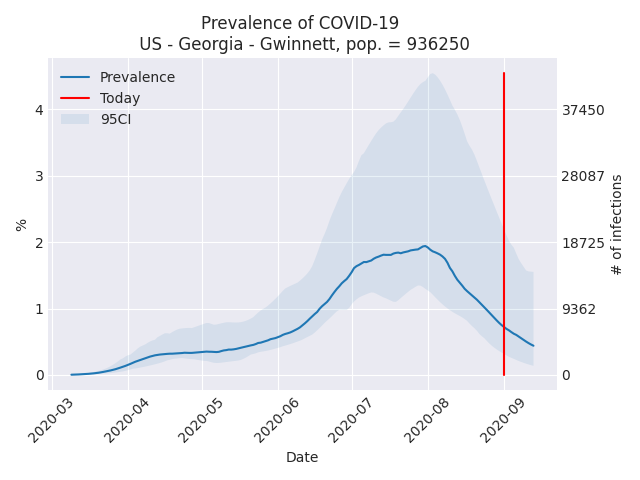 Prevalence of COVID-19
US - Georgia - Gwinnett, pop. = 936250
Prevalence
Today
95CI
4
3
2
1
0
%
37450
28087
18725
9362
0
# of infections
2020-03
2020-04
2020-05
2020-06
2020-07
2020-08
2020-09
Date